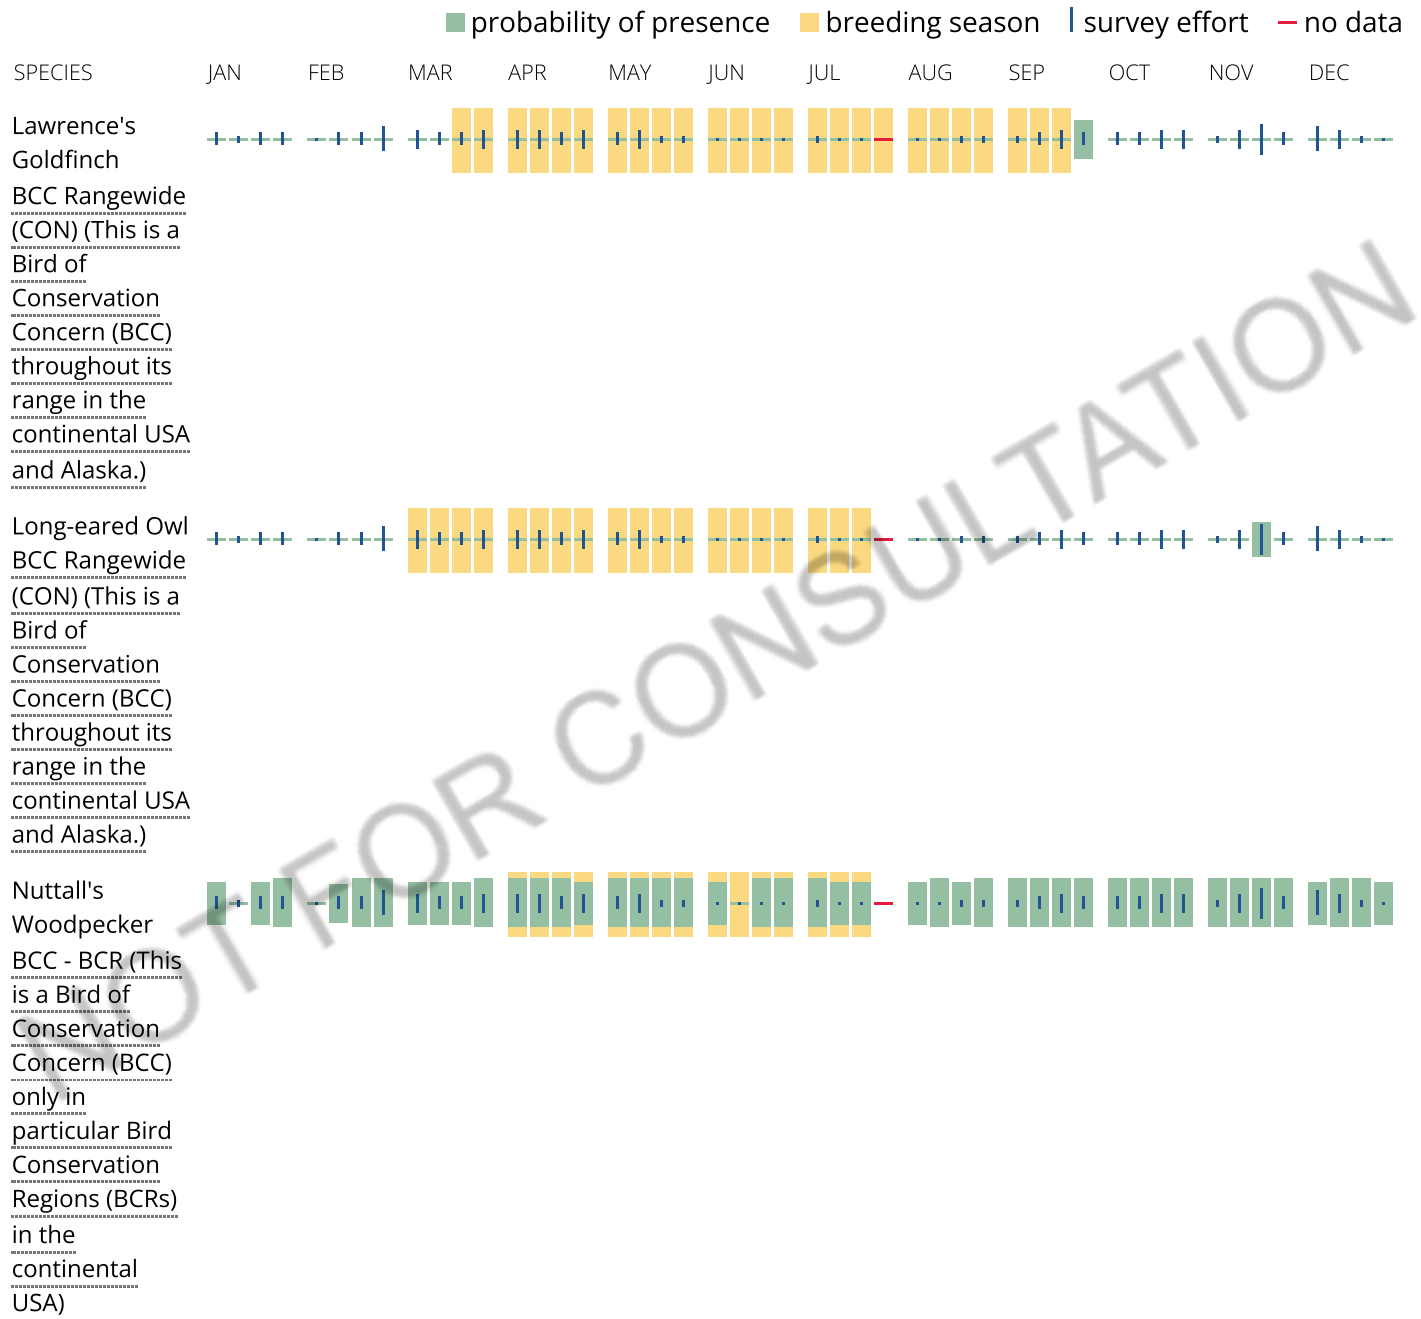 probability of presence breeding season survey effort no data
SPECIES JAN FEB MAR APR MAY JUN JUL AUG SEP OCT NOV DEC
Lawrence's
Goldfinch
BCC Rangewide
(CON) (This is a
Bird of
Conservation
Concern (BCC)
throughout its
range in the
continental USA
and Alaska.)
Long-eared Owl
BCC Rangewide
(CON) (This is a
Bird of
Conservation
Concern (BCC)
throughout its
range in the
continental USA
and Alaska.)
Nuttall's
Woodpecker
BCC - BCR (This
is a Bird of
Conservation
Concern (BCC)
only in
particular Bird
Conservation
Regions (BCRs)
in the
continental
USA)
NOT FOR CONSULTATION